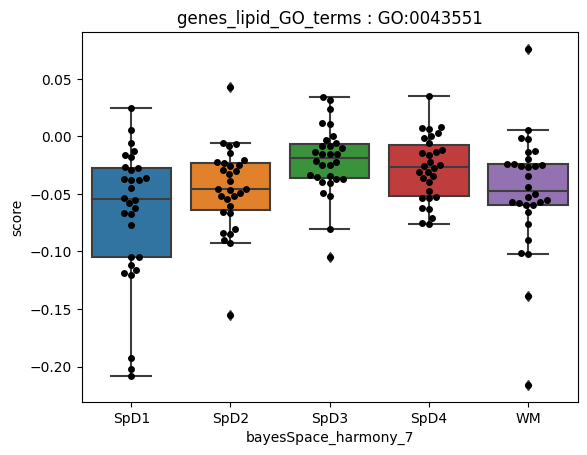 genes_lipid_GO_terms : GO:0043551
0.05
0.00
−0.05
−0.10
−0.15
−0.20
score
SpD1 SpD2 SpD3 SpD4 WM
bayesSpace_harmony_7